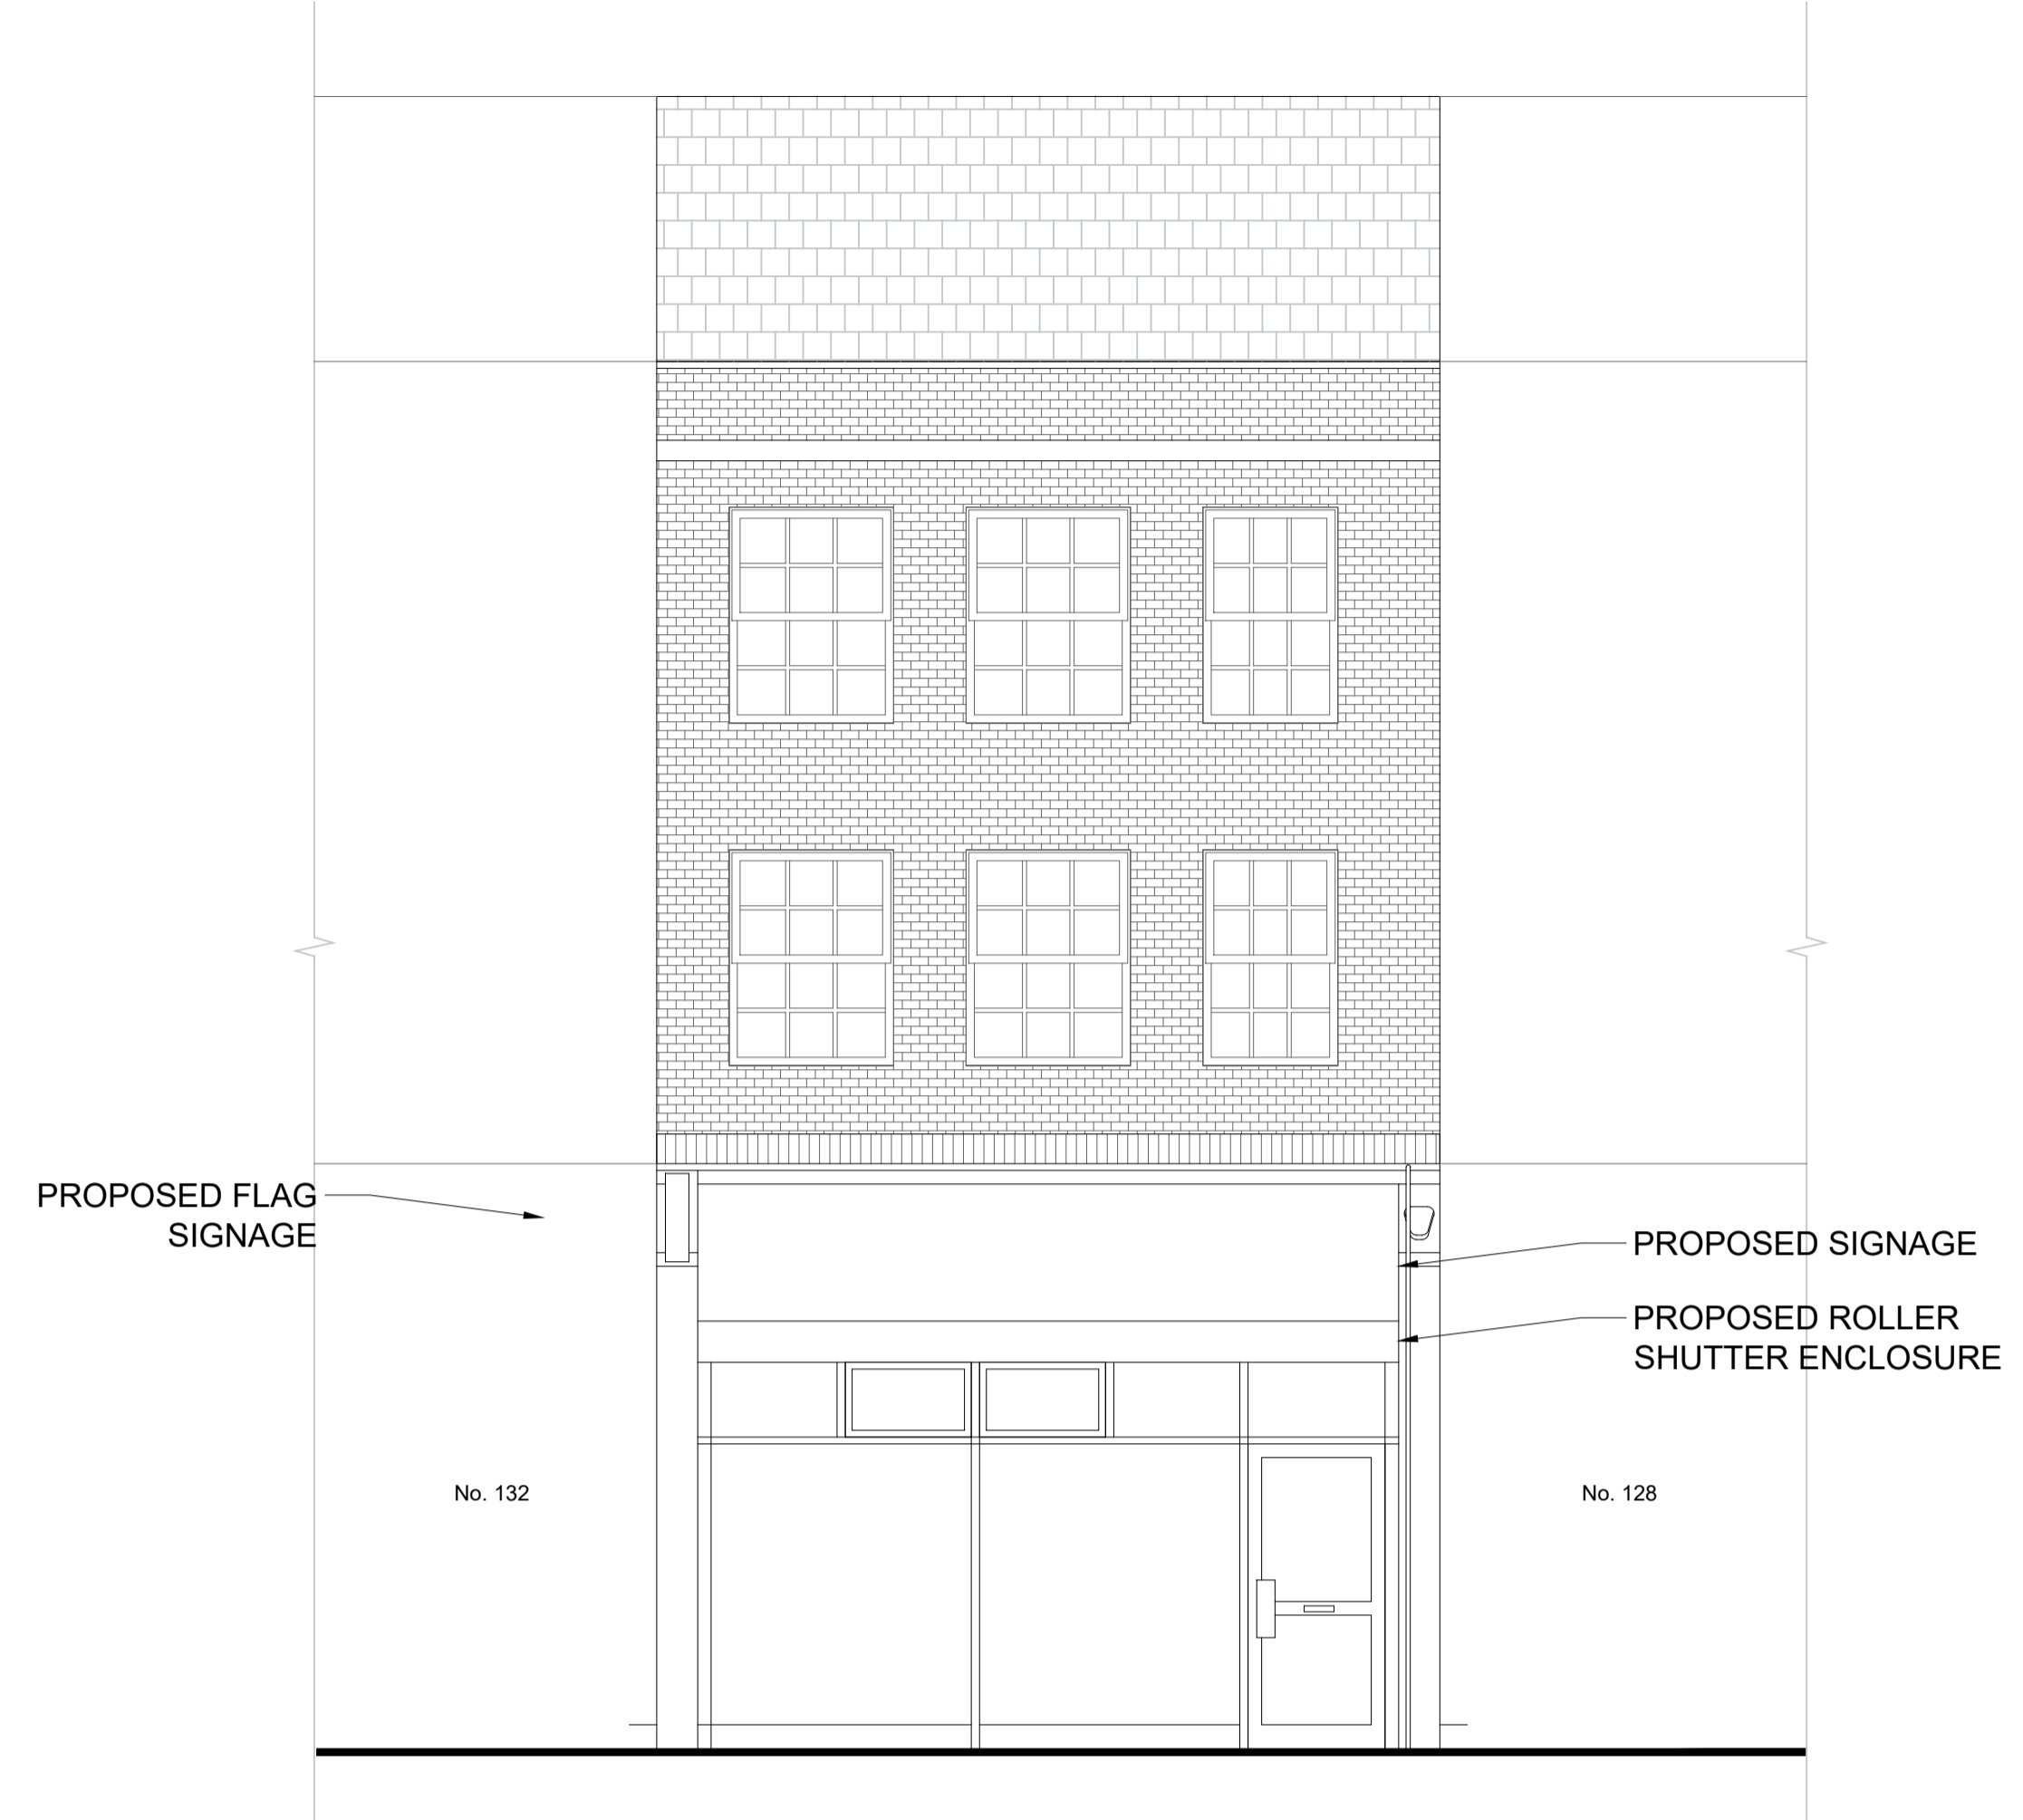 PROPOSED FLAG
SIGNAGE
PROPOSED SIGNAGE
PROPOSED ROLLER
SHUTTER ENCLOSURE
No. 132
No. 128